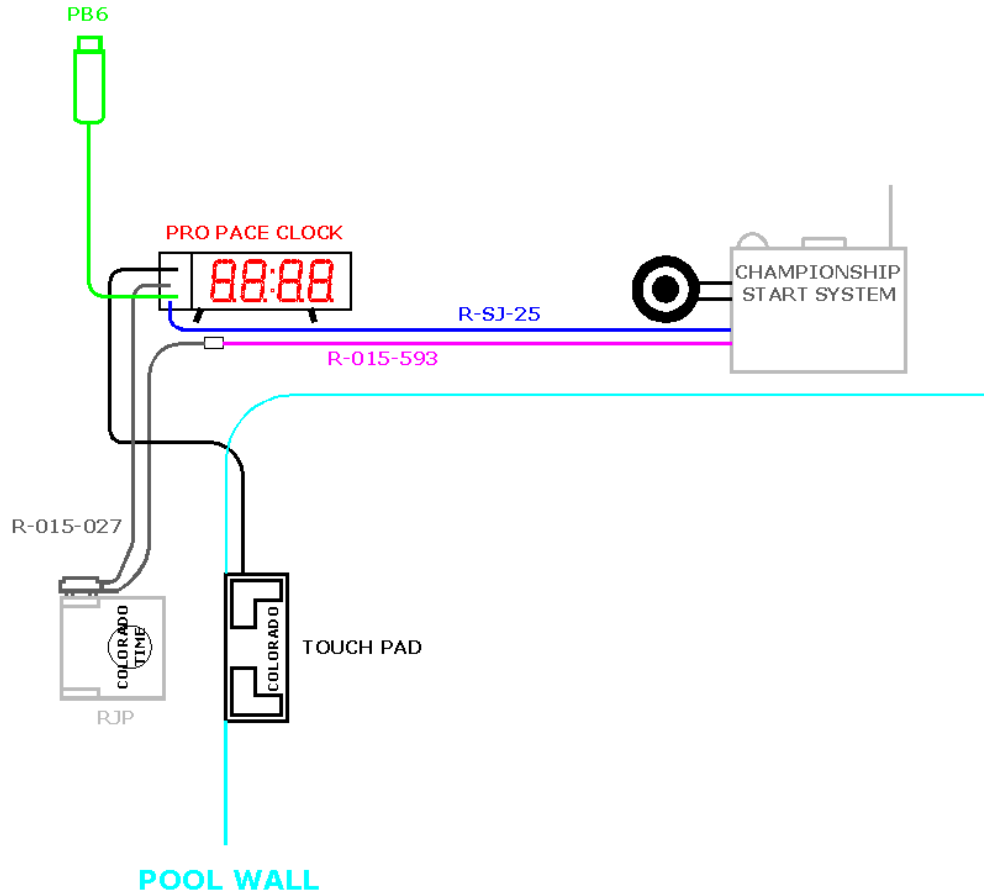 PB6
PRO PACE CLOCK
88:88
CHAMPIONSHIP
START SYSTEM
R-SJ-25
R-015-593
R-015-027
COLORADO
TIME
RJP
COLORADO
TOUCH PAD
POOL WALL